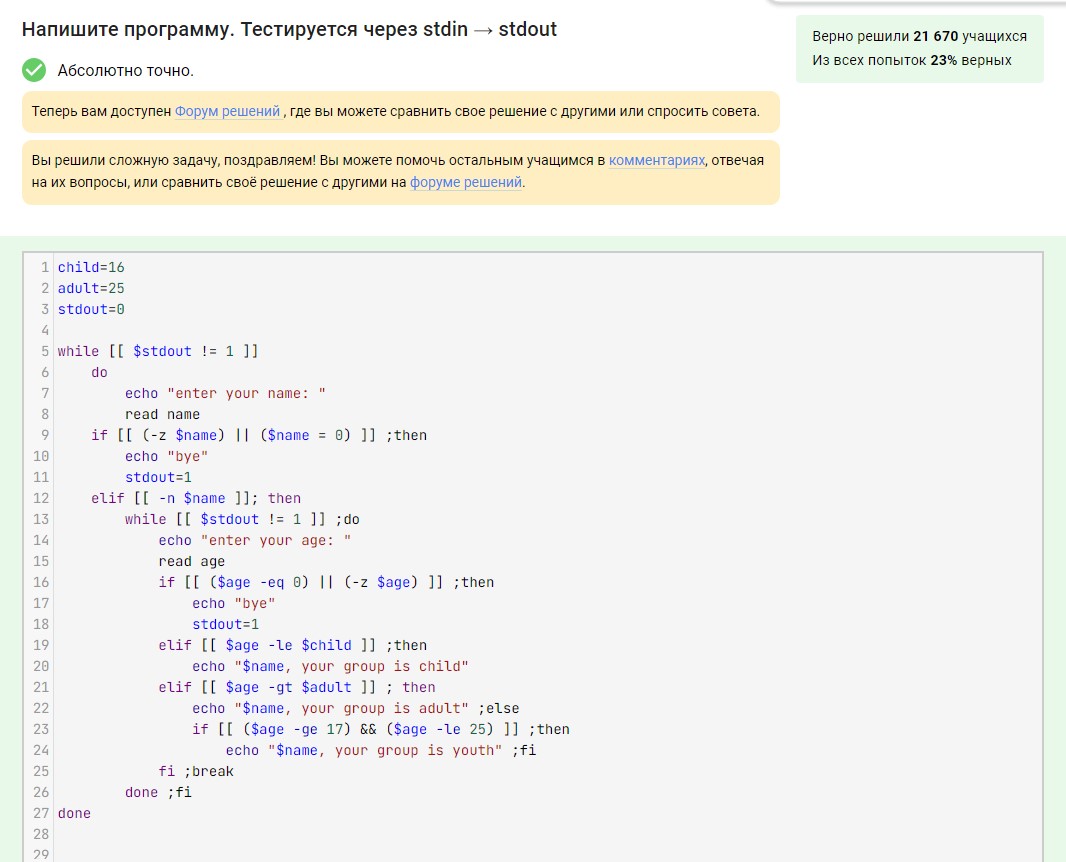 Напишите программу. Тестируется через stdin → stdout
Верно решили 21 670 учащихся
Из всех попыток 23% верных
Абсолютно точно.
Теперь вам доступен Форум решений , где вы можете сравнить свое решение с другими или спросить совета.
Вы решили сложную задачу, поздравляем! Вы можете помочь остальным учащимся в комментариях, отвечая
на их вопросы, или сравнить своё решение с другими на форуме решений.
1 child=16
2 adult=25
3 stdout=0
4
5 while [[ $stdout != 1 ]]
6     do
7         echo "enter your name: "
8         read name
9     if [[ (-z $name) || ($name = 0) ]] ;then
10         echo "bye"
11         stdout=1
12     elif [[ -n $name ]]; then
13         while [[ $stdout != 1 ]] ;do
14             echo "enter your age: "
15             read age
16             if [[ ($age -eq 0) || (-z $age) ]] ;then
17                 echo "bye"
18                 stdout=1
19             elif [[ $age -le $child ]] ;then
20                 echo "$name, your group is child"
21             elif [[ $age -gt $adult ]] ; then
22                 echo "$name, your group is adult" ;else
23                 if [[ ($age -ge 17) && ($age -le 25) ]] ;then
24                     echo "$name, your group is youth" ;fi
25             fi ;break
26         done ;fi
27 done
28
29